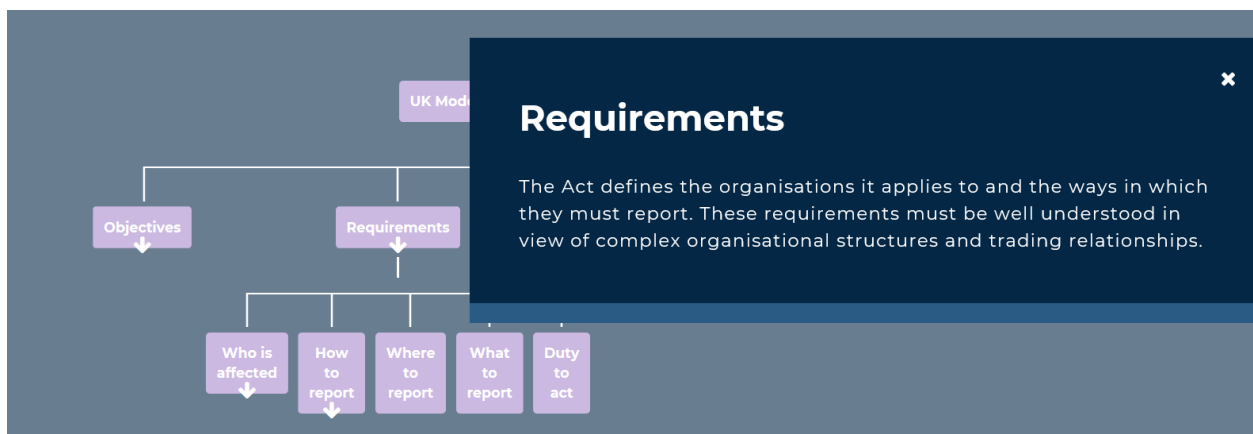 UK Mode
Requirements
The Act defines the organisations it applies to and the ways in which
they must report. These requirements must be well understood in
view of complex organisational structures and trading relationships.
Objectives
Requirements
Who is
affected
How
to
report
Where
to
report
What
to
report
Duty
to
act